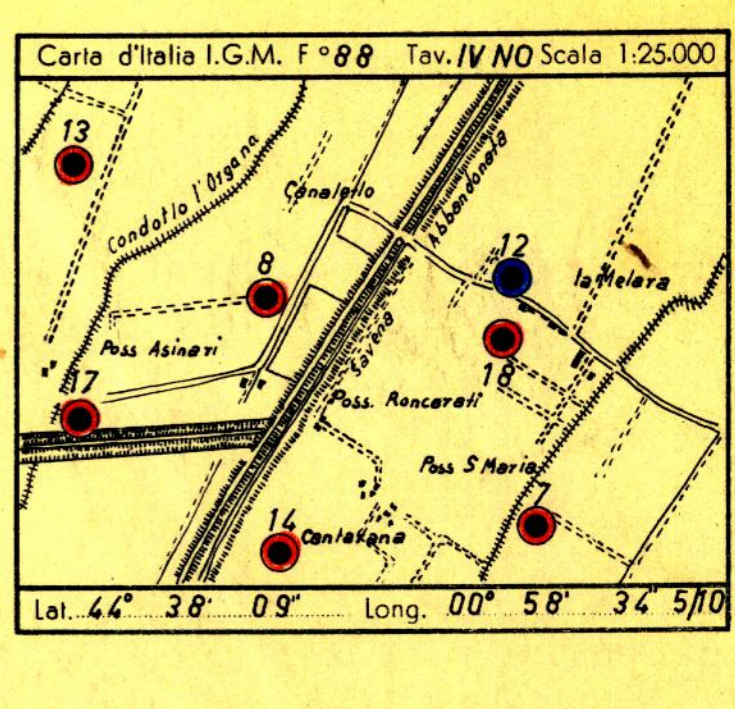 Carta d'Italia I.G.M. F° 88 Tav. IV NO Scala 1:25.000
13
Condotto l'Organa
Canaletto
Abbandonata
12
la Melara
8
Poss Asinari
Savena
18
17
Poss. Roncarati
Poss S Maria
7
14
Cantarana
Lat. 44° 38' 09" Long. 00° 58' 34" 5/10